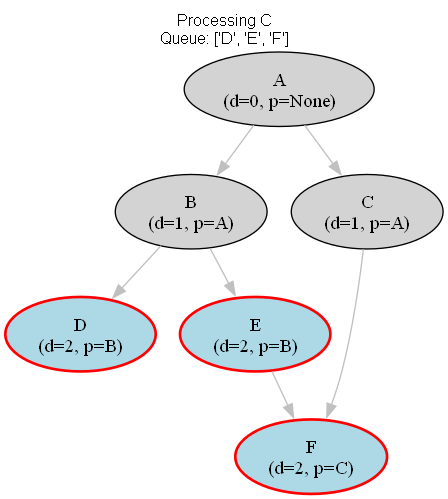 Processing C
Queue: ['D', 'E', 'F']
A
(d=0, p=None)
B
(d=1, p=A)
C
(d=1, p=A)
D
(d=2, p=B)
E
(d=2, p=B)
F
(d=2, p=C)